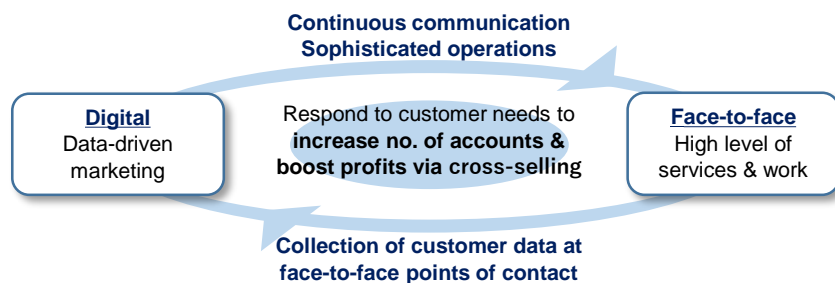 Continuous communication
Sophisticated operations
Digital
Data-driven
marketing
Respond to customer needs to
increase no. of accounts &
boost profits via cross-selling
Face-to-face
High level of
services & work
Collection of customer data at
face-to-face points of contact